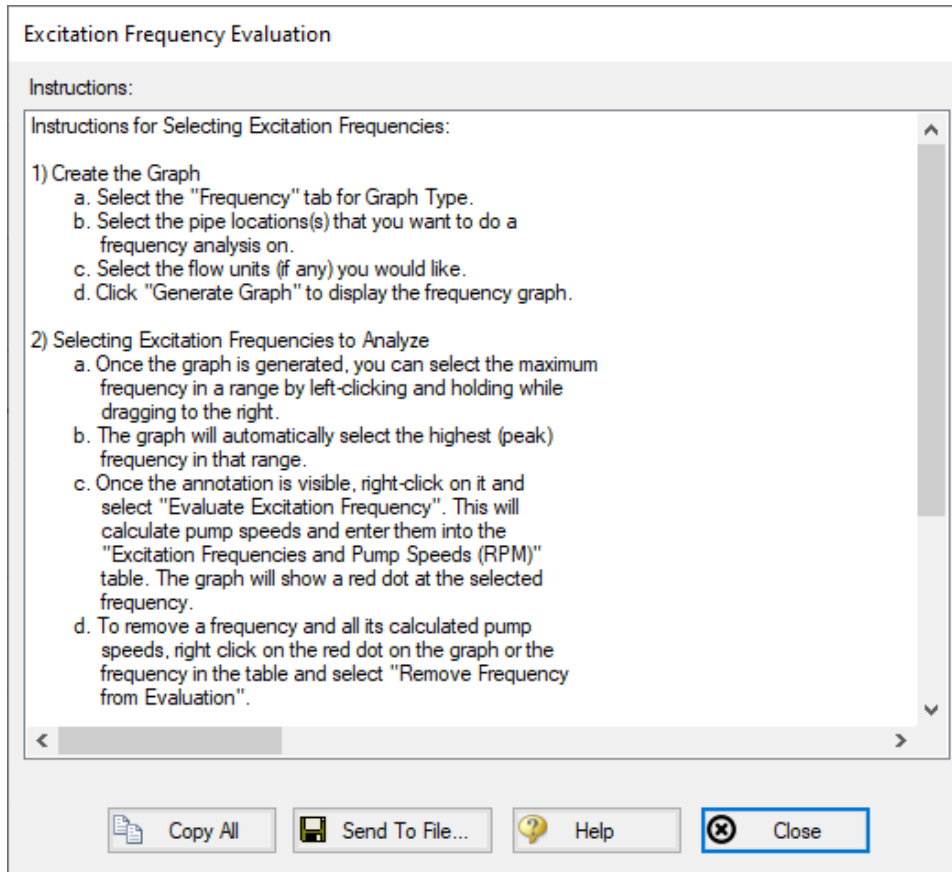 Excitation Frequency Evaluation
Instructions:
Instructions for Selecting Excitation Frequencies:
1) Create the Graph
a. Select the "Frequency" tab for Graph Type.
b. Select the pipe locations(s) that you want to do a
frequency analysis on.
c. Select the flow units (if any) you would like.
d. Click "Generate Graph" to display the frequency graph.
2) Selecting Excitation Frequencies to Analyze
a. Once the graph is generated, you can select the maximum
frequency in a range by left-clicking and holding while
dragging to the right.
b. The graph will automatically select the highest (peak)
frequency in that range.
c. Once the annotation is visible, right-click on it and
select "Evaluate Excitation Frequency". This will
calculate pump speeds and enter them into the
"Excitation Frequencies and Pump Speeds (RPM)"
table. The graph will show a red dot at the selected
frequency.
d. To remove a frequency and all its calculated pump
speeds, right click on the red dot on the graph or the
frequency in the table and select "Remove Frequency
from Evaluation".
Copy All
Send To File...
Help
Close